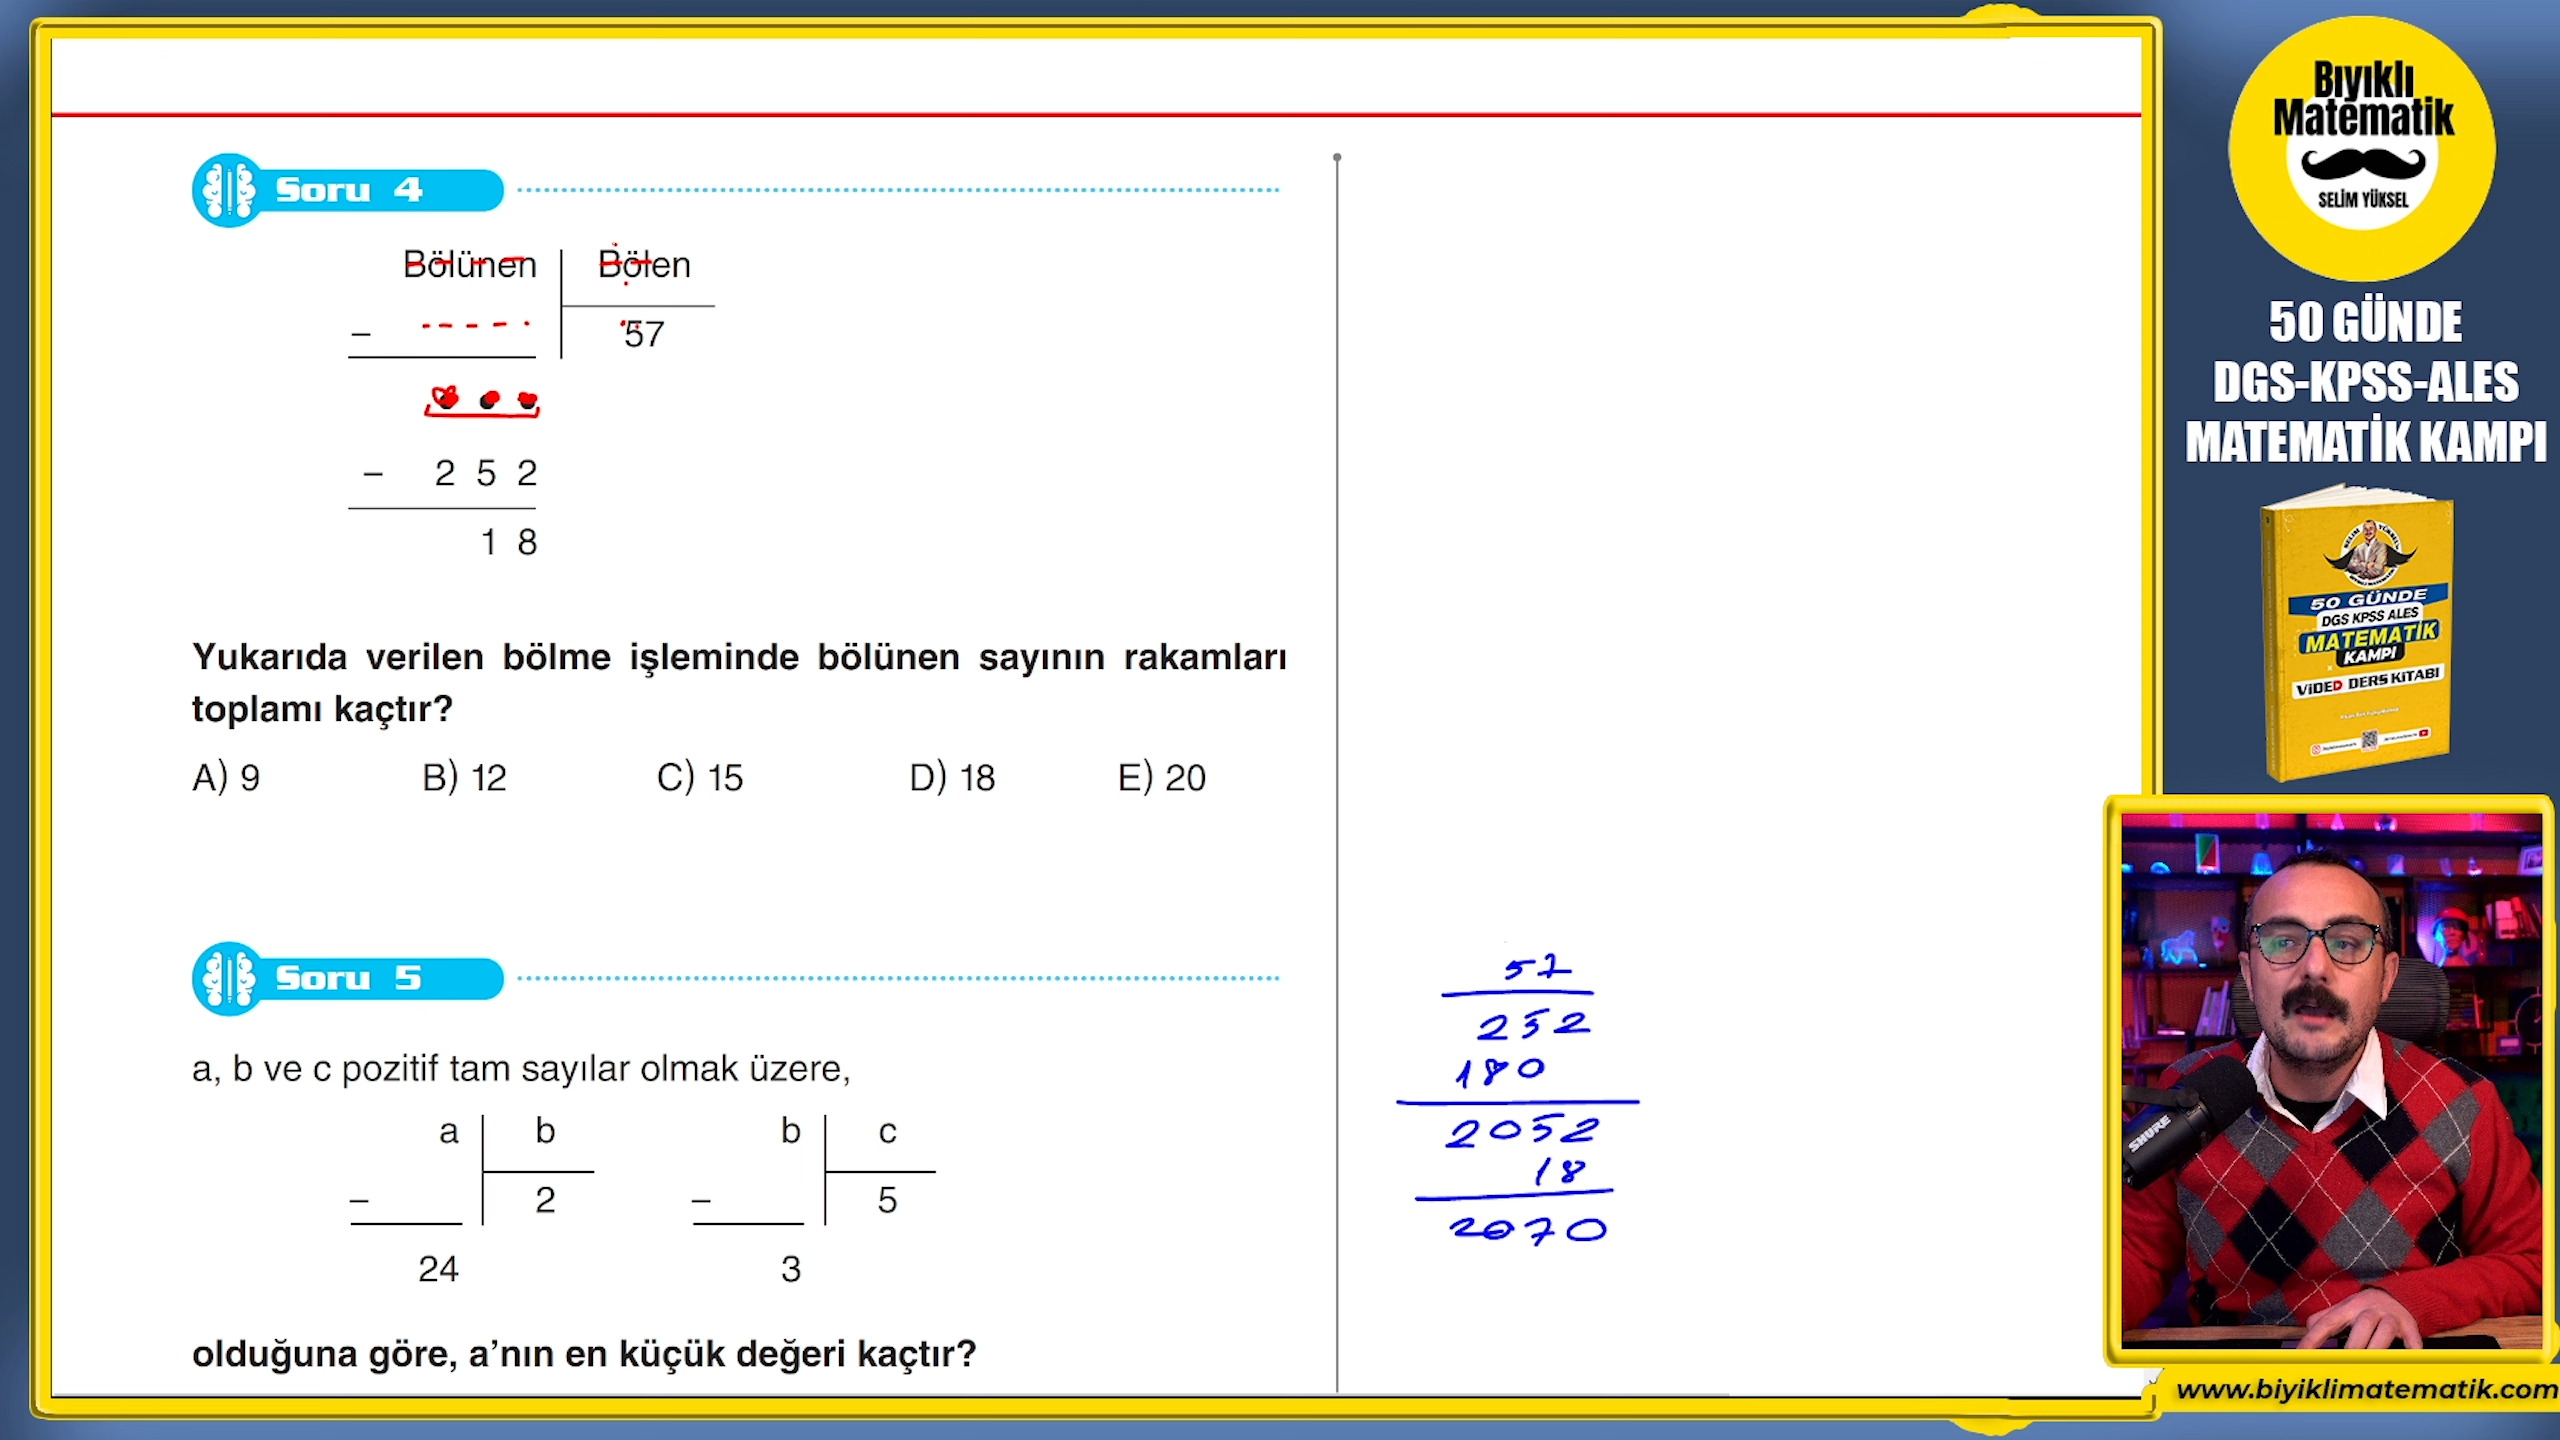 Soru 4
Bölünen Bölen
– 57
– 2 5 2
1 8
Yukarıda verilen bölme işleminde bölünen sayının rakamları
toplamı kaçtır?
A) 9 B) 12 C) 15 D) 18 E) 20
Soru 5
a, b ve c pozitif tam sayılar olmak üzere,
a b b c
– 2 – 5
24 3
olduğuna göre, a’nın en küçük değeri kaçtır?
57
252
180
2052
18
2070
Bıyıklı
Matematik
SELİM YÜKSEL
50 GÜNDE
DGS-KPSS-ALES
MATEMATİK KAMPI
50 GÜNDE
DGS KPSS ALES
MATEMATİK
KAMPI
VİDEO DERS KİTABI
SHURE
www.biyiklimatematik.com